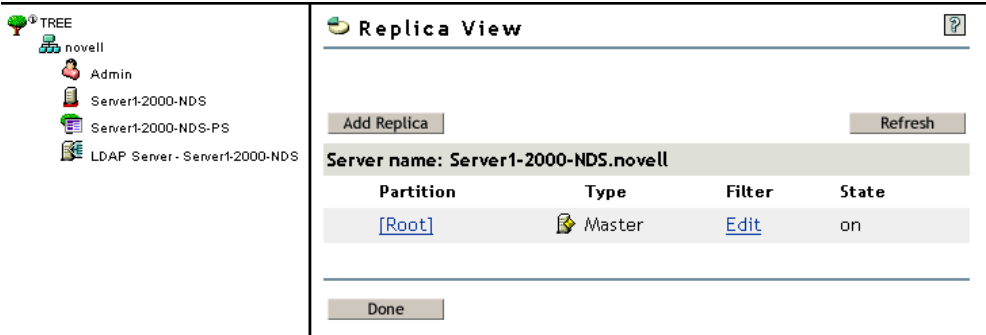 TREE
novell
Admin
Server1-2000-NDS
Server1-2000-NDS-PS
LDAP Server - Server1-2000-NDS
Replica View
?
Add Replica
Refresh
Server name: Server1-2000-NDS.novell
Partition Type Filter State
[Root] Master Edit on
Done